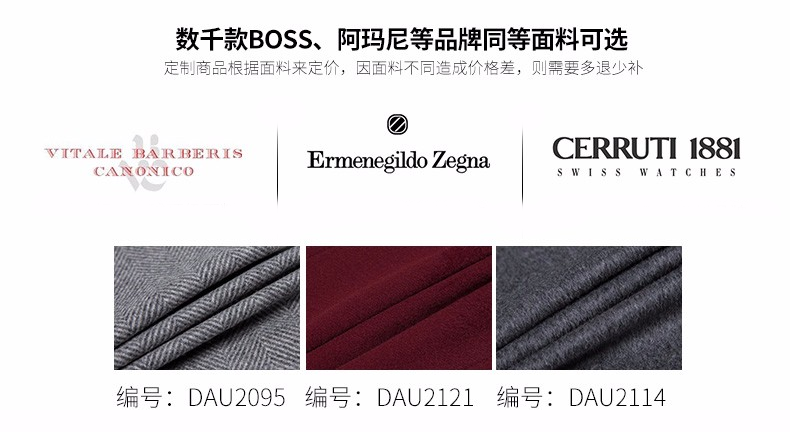 数千款BOSS、阿玛尼等品牌同等面料可选
定制商品根据面料来定价，因面料不同造成价格差，则需要多退少补
VITALE BARBERIS
CANONICO
Ermenegildo Zegna
CERRUTI 1881
SWISS WATCHES
编号：DAU2095
编号：DAU2121
编号：DAU2114